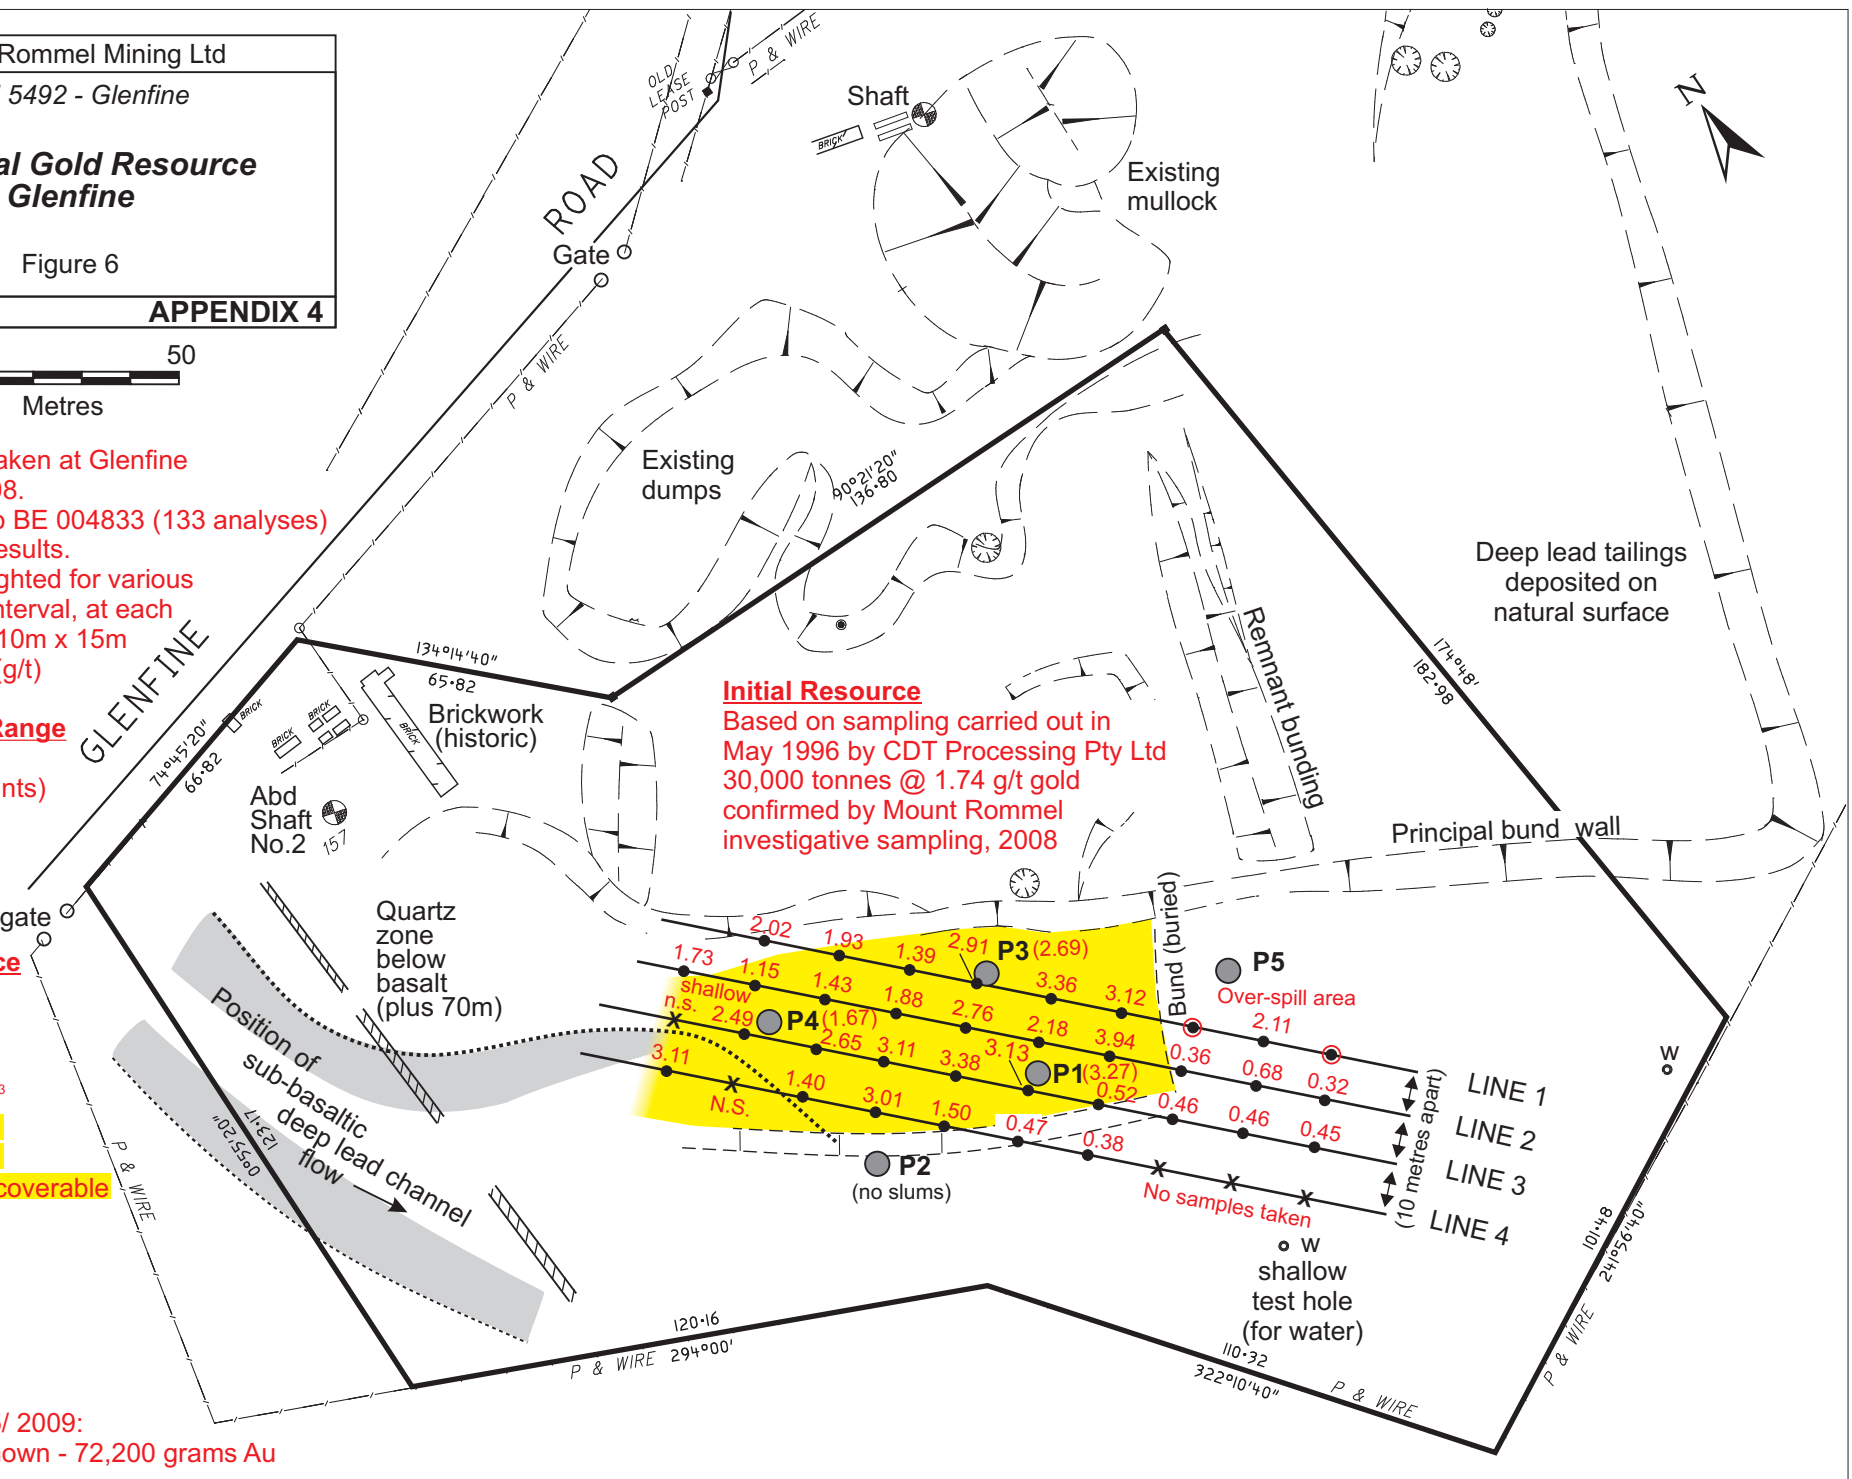 Rommel Mining Ltd
5492 - Glenfine
al Gold Resource
Glenfine
Figure 6
APPENDIX 4
50
Metres
aken at Glenfine
08.
o BE 004833 (133 analyses)
esults.
ghted for various
nterval, at each
10m x 15m
(g/t)
Range
nts)
ce
coverable
/ 2009:
nown - 72,200 grams Au
OLD
LEASE
POST
P & WIRE
ROAD
Gate
P & WIRE
GLENFINE
gate
P & WIRE
Shaft
BRICK
Existing
mullock
N
Existing
dumps
90°21'20"
136·80
Deep lead tailings
deposited on
natural surface
174°48'
182·98
Remnant bunding
134°14'40"
65·82
74°45'20"
66·82
BRICK
BRICK
BRICK
BRICK
Brickwork
(historic)
Abd
Shaft
No.2
157
Initial Resource
Based on sampling carried out in
May 1996 by CDT Processing Pty Ltd
30,000 tonnes @ 1.74 g/t gold
confirmed by Mount Rommel
investigative sampling, 2008
Principal bund wall
Bund (buried)
Quartz
zone
below
basalt
(plus 70m)
Position of
sub-basaltic
deep lead channel
flow
123·17
0°55'20"
2.02
1.93
1.39
2.91
P3 (2.69)
3.36
3.12
2.11
LINE 1
P5
Over-spill area
1.73
1.15
1.43
1.88
2.76
2.18
3.94
0.36
0.68
0.32
LINE 2
shallow
n.s.
2.49
P4 (1.67)
2.65
3.11
3.38
3.13
P1 (3.27)
0.52
0.46
0.46
0.45
LINE 3
3.11
N.S.
1.40
3.01
1.50
0.47
0.38
No samples taken
LINE 4
(10 metres apart)
P2
(no slums)
w
w
shallow
test hole
(for water)
120·16
294°00'
P & WIRE
110·32
322°10'40"
P & WIRE
101·48
241°56'40"
P & WIRE